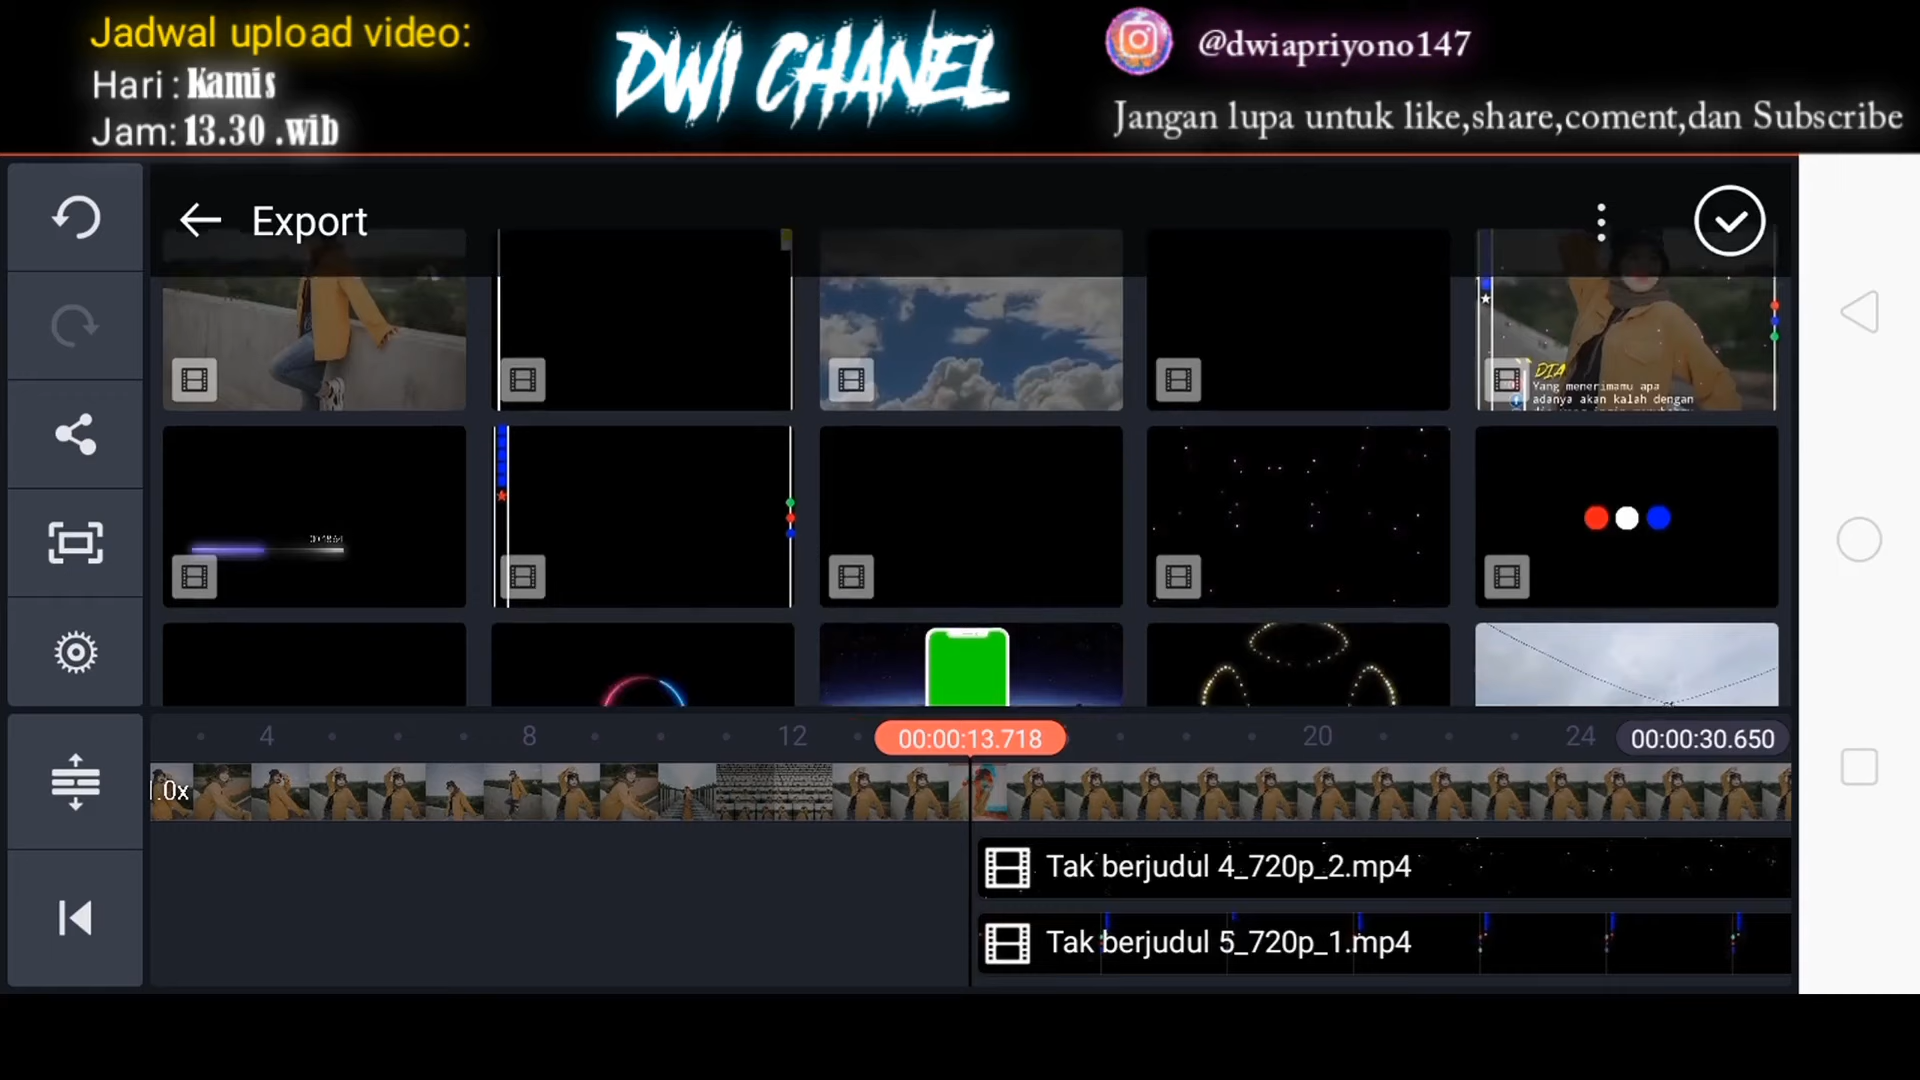 Jadwal upload video:
Hari : Kamis
Jam: 13.30 .wib
DWI CHANEL
@dwiapriyono147
Jangan lupa untuk like,share,coment,dan Subscribe
Export
DIA
Yang menerimamu apa
adanya akan kalah dengan
4
8
12
00:00:13.718
20
24
00:00:30.650
.0x
Tak berjudul 4_720p_2.mp4
Tak berjudul 5_720p_1.mp4